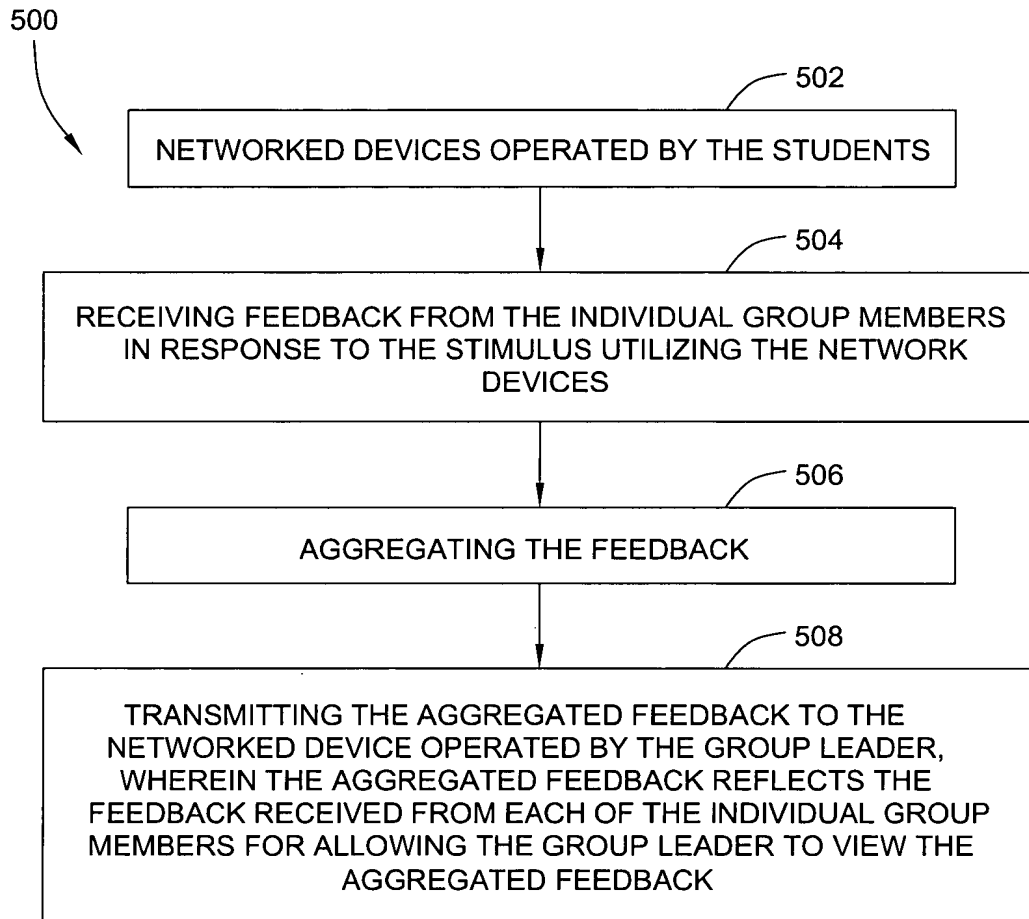 500
502
NETWORKED DEVICES OPERATED BY THE STUDENTS
504
RECEIVING FEEDBACK FROM THE INDIVIDUAL GROUP MEMBERS
IN RESPONSE TO THE STIMULUS UTILIZING THE NETWORK
DEVICES
506
AGGREGATING THE FEEDBACK
508
TRANSMITTING THE AGGREGATED FEEDBACK TO THE
NETWORKED DEVICE OPERATED BY THE GROUP LEADER,
WHEREIN THE AGGREGATED FEEDBACK REFLECTS THE
FEEDBACK RECEIVED FROM EACH OF THE INDIVIDUAL GROUP
MEMBERS FOR ALLOWING THE GROUP LEADER TO VIEW THE
AGGREGATED FEEDBACK